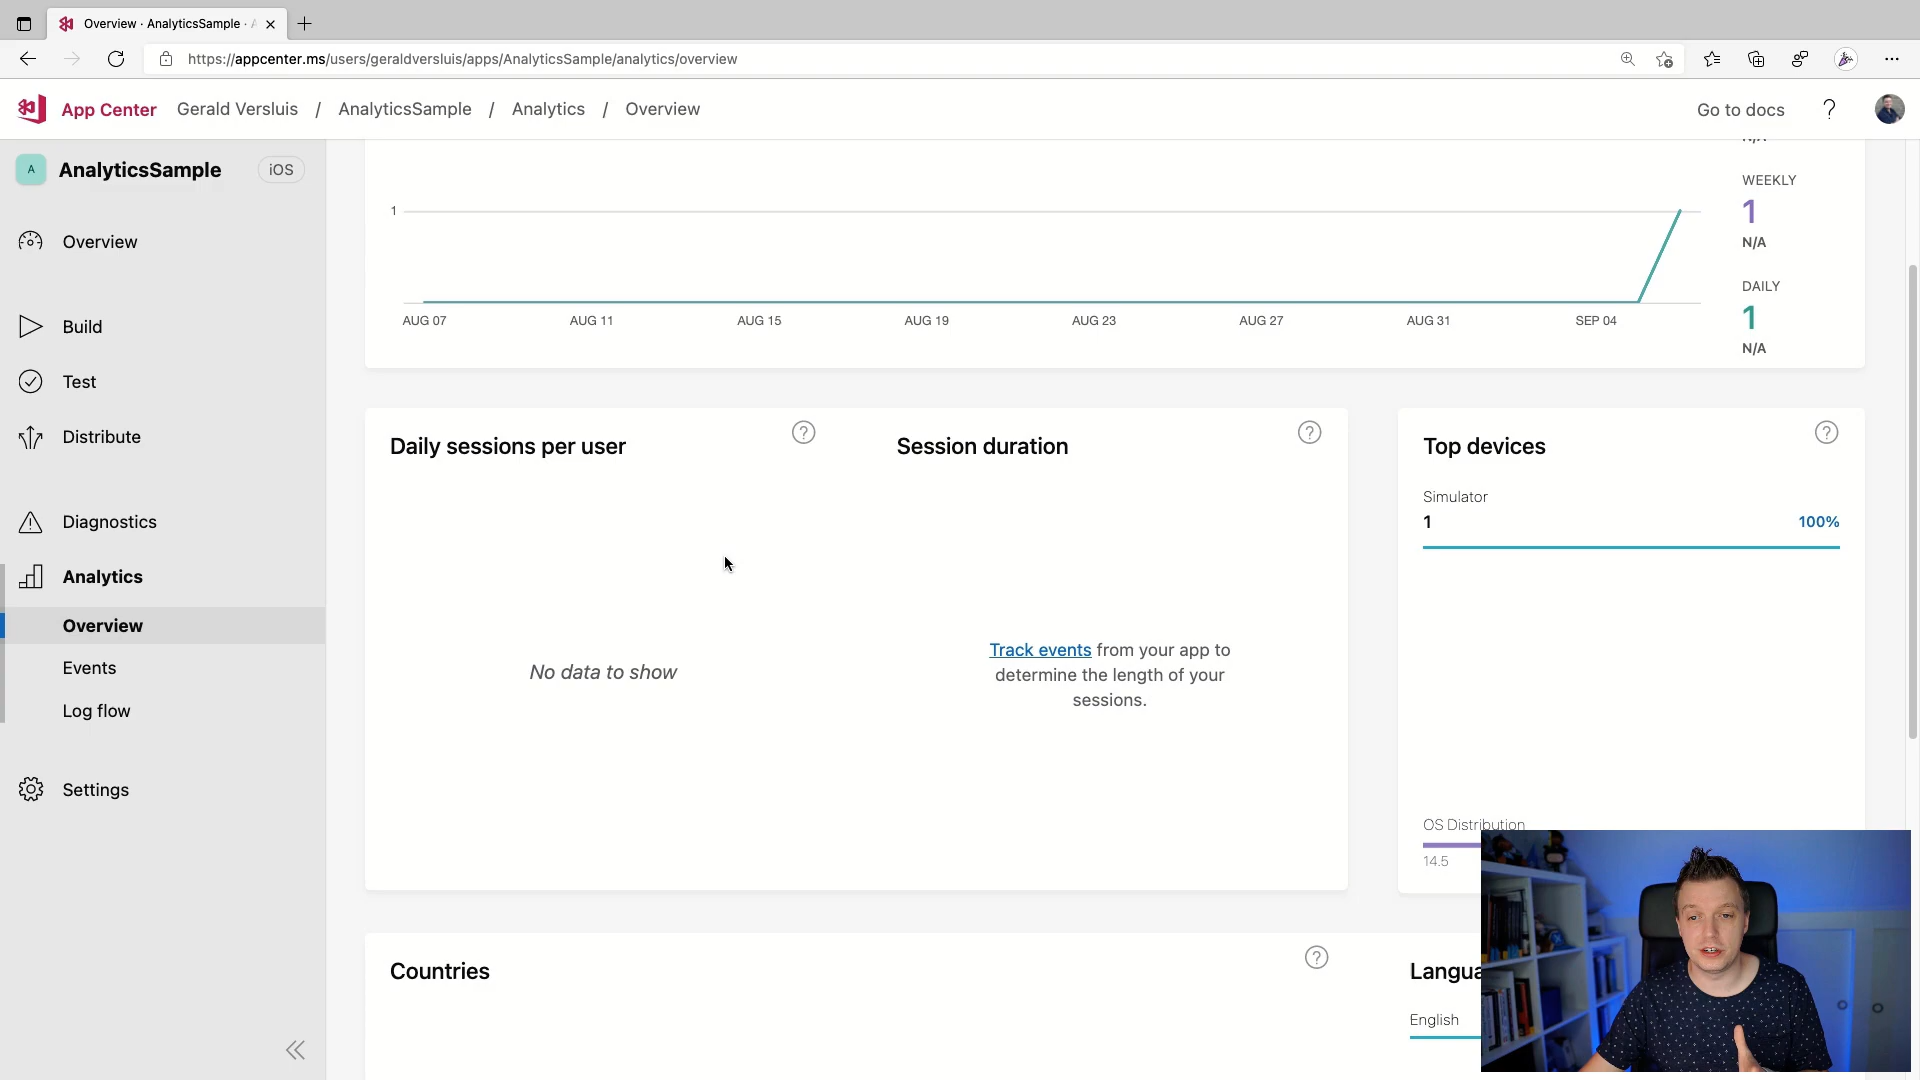 Overview · AnalyticsSample ·
https://appcenter.ms/users/geraldversluis/apps/AnalyticsSample/analytics/overview
App Center
Gerald Versluis / AnalyticsSample / Analytics / Overview
Go to docs
?
A
AnalyticsSample
iOS
Overview
Build
Test
Distribute
Diagnostics
Analytics
Overview
Events
Log flow
Settings
1
AUG 07
AUG 11
AUG 15
AUG 19
AUG 23
AUG 27
AUG 31
SEP 04
N/A
WEEKLY
1
N/A
DAILY
1
N/A
Daily sessions per user
?
No data to show
Session duration
?
Track events from your app to
determine the length of your
sessions.
Top devices
?
Simulator
1
100%
OS Distribution
14.5
Countries
?
Langua
English